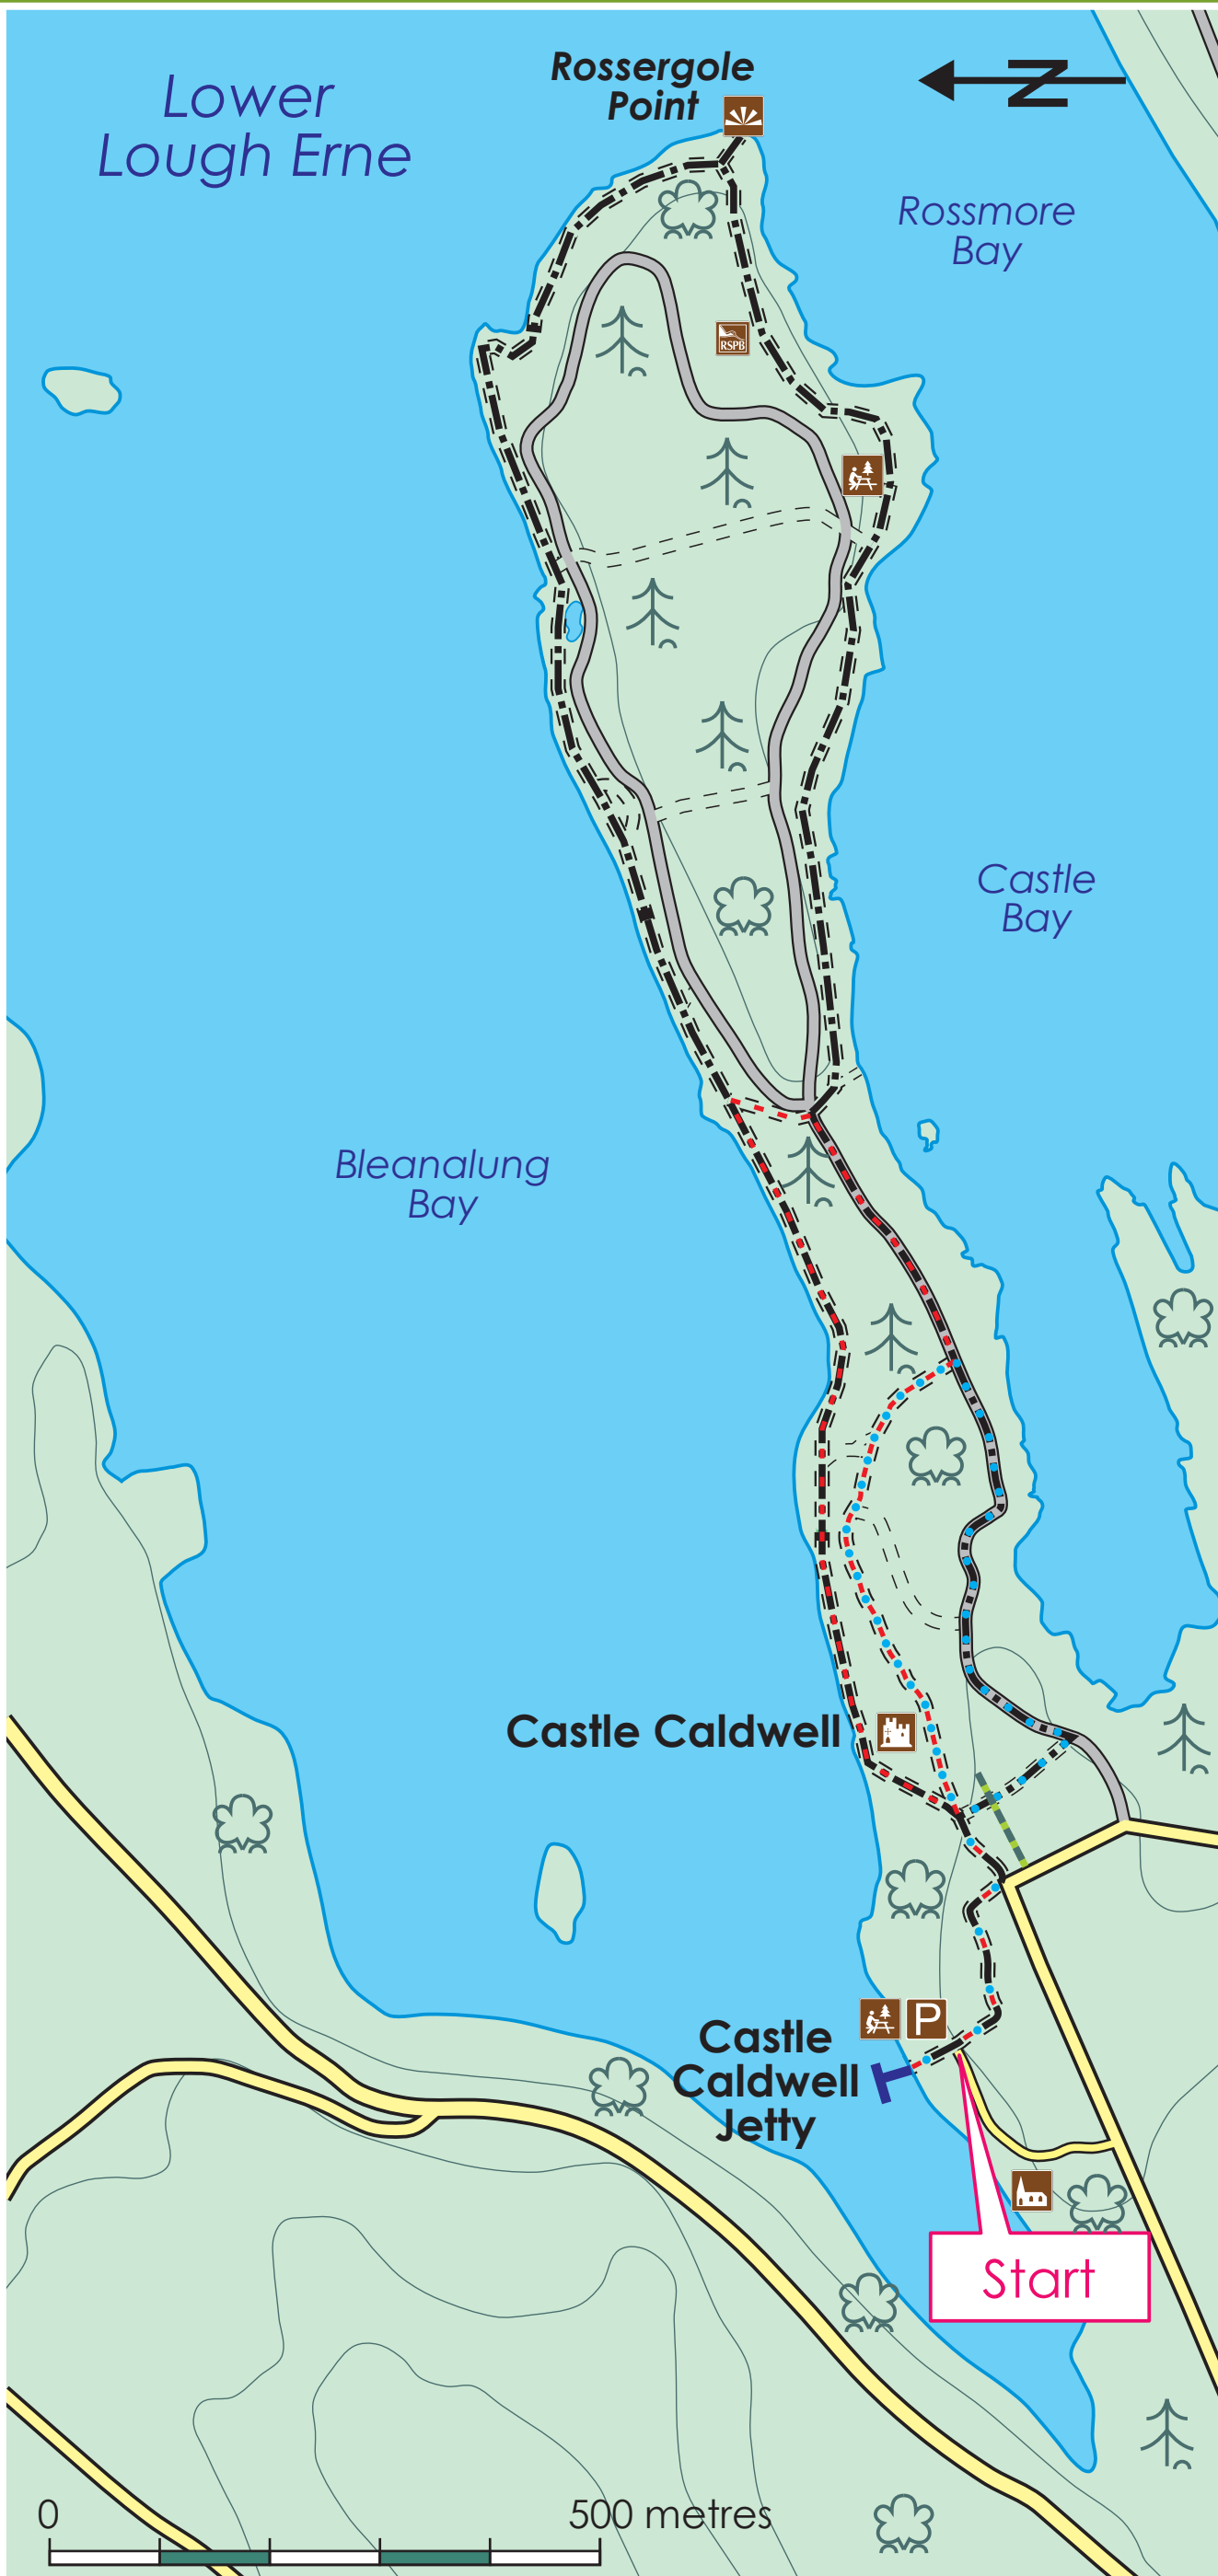 Rossergole
Point
N
Lower
Lough Erne
Rossmore
Bay
RSPB
Castle
Bay
Bleanalung
Bay
Castle Caldwell
P
Castle
Caldwell
Jetty
Start
0
500 metres